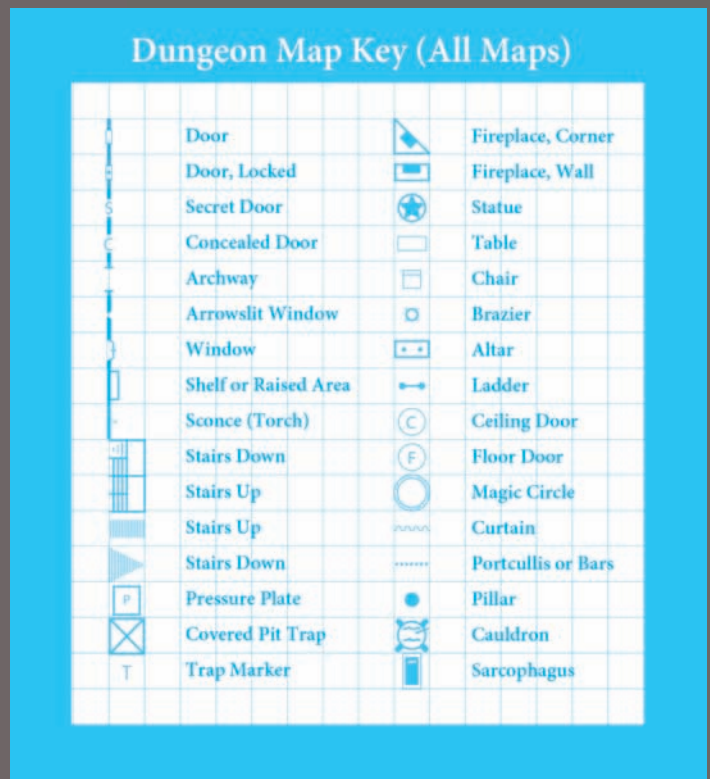 Dungeon Map Key (All Maps)
Door
Door, Locked
S Secret Door
C Concealed Door
Archway
Arrowslit Window
Window
Shelf or Raised Area
Sconce (Torch)
Stairs Down
Stairs Up
Stairs Up
Stairs Down
P Pressure Plate
Covered Pit Trap
T Trap Marker
Fireplace, Corner
Fireplace, Wall
Statue
Table
Chair
Brazier
Altar
Ladder
C Ceiling Door
F Floor Door
Magic Circle
Curtain
Portcullis or Bars
Pillar
Cauldron
Sarcophagus